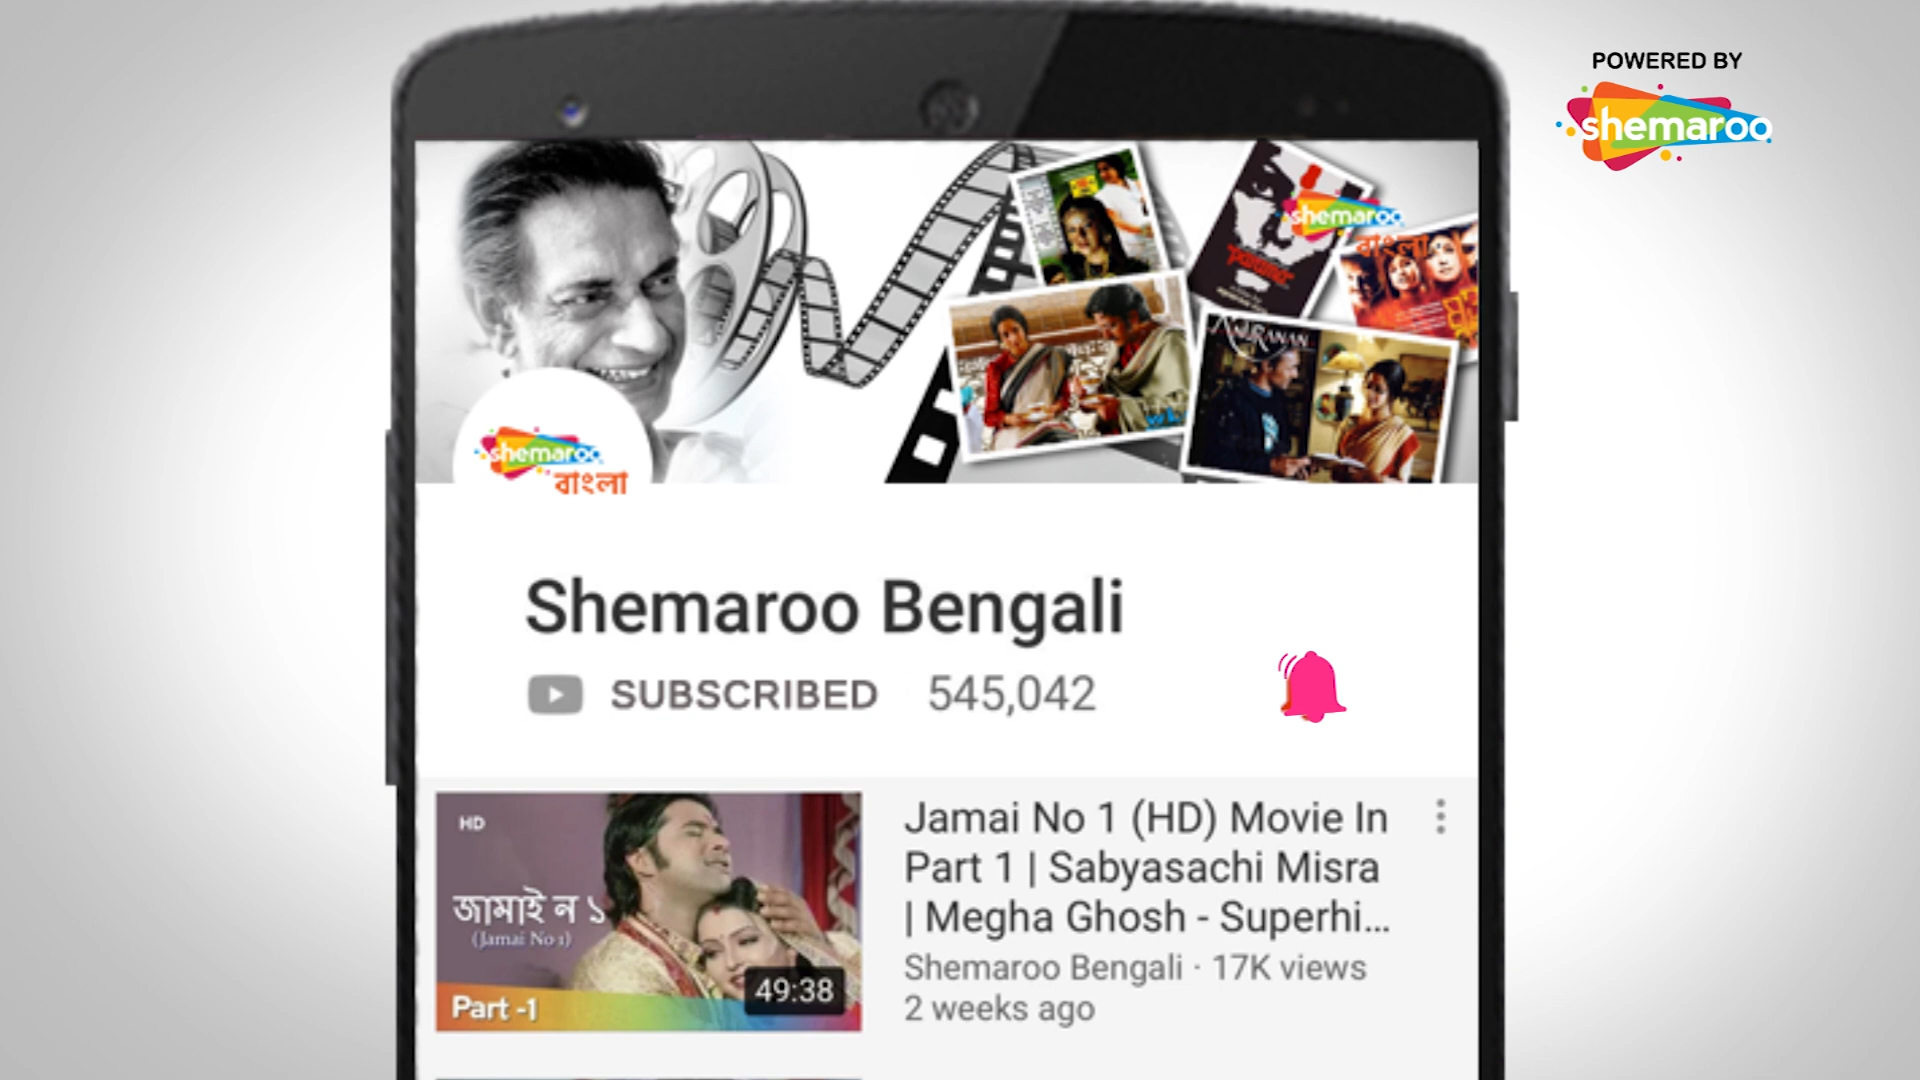 POWERED BY
shemaroo
shemaroo
বাংলা
ANURANAN
shemaroo
বাংলা
Shemaroo Bengali
SUBSCRIBED 545,042
HD
জামাই ন ১
(Jamai No 1)
Part -1
49:38
Jamai No 1 (HD) Movie In
Part 1 | Sabyasachi Misra
| Megha Ghosh - Superhi...
Shemaroo Bengali · 17K views
2 weeks ago